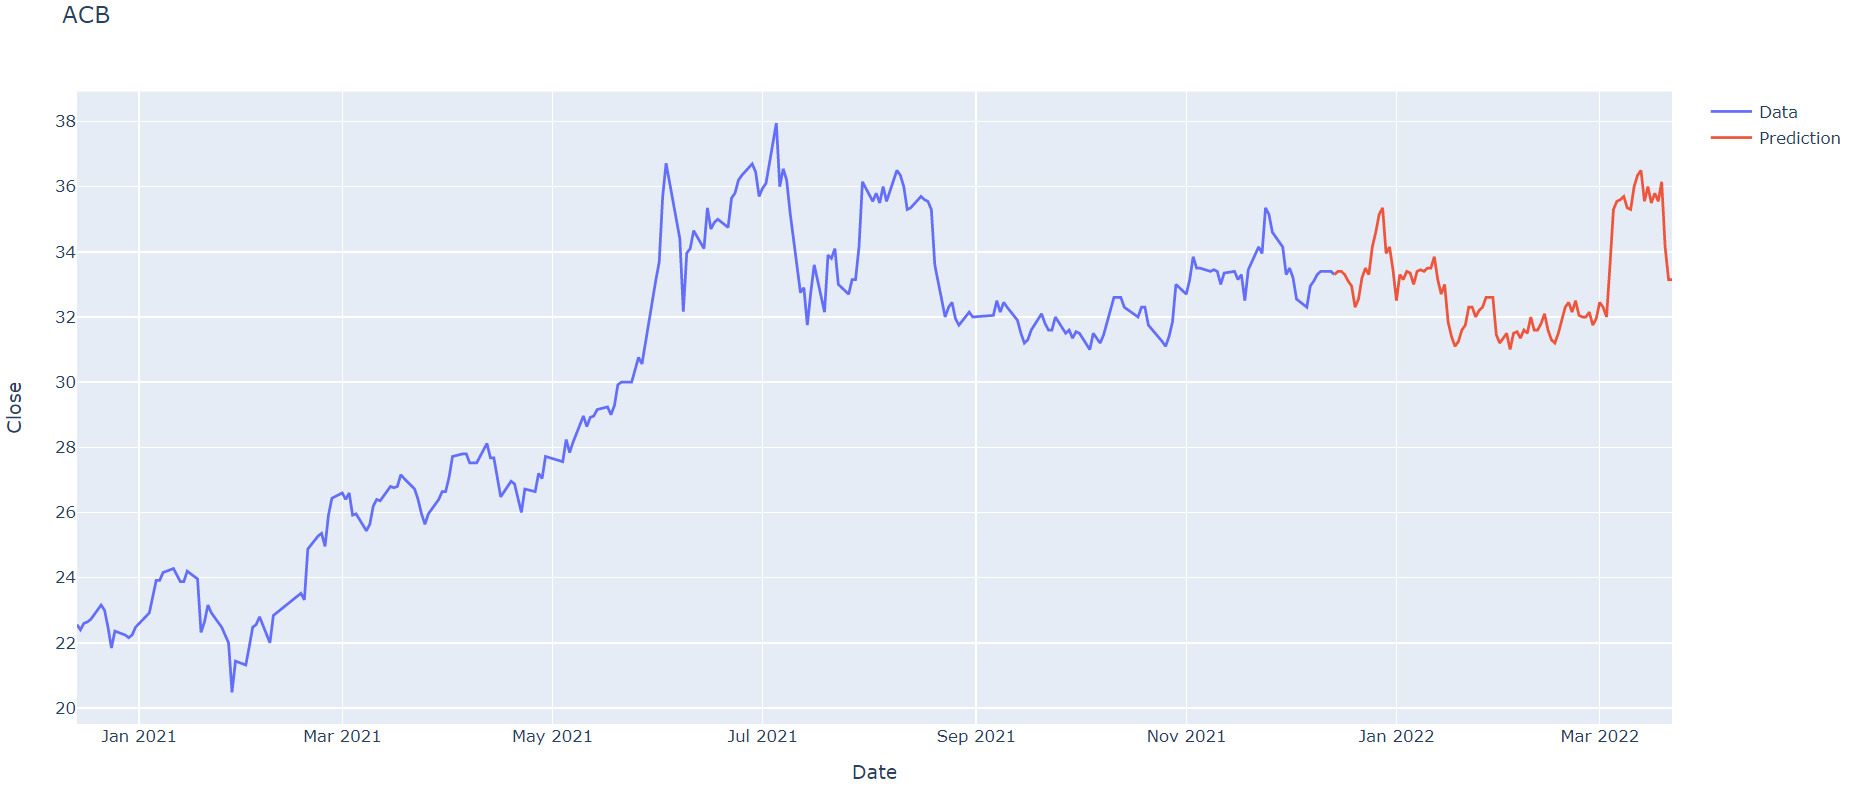 ACB
Data
Prediction
Close
38
36
34
32
30
28
26
24
22
20
Jan 2021
Mar 2021
May 2021
Jul 2021
Sep 2021
Nov 2021
Jan 2022
Mar 2022
Date